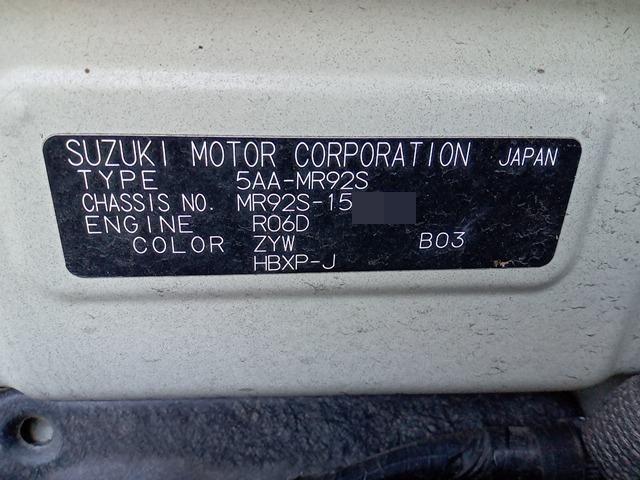 SUZUKI MOTOR CORPORATION JAPAN
TYPE 5AA-MR92S
CHASSIS NO. MR92S-15
ENGINE R06D
COLOR ZYW B03
HBXP-J